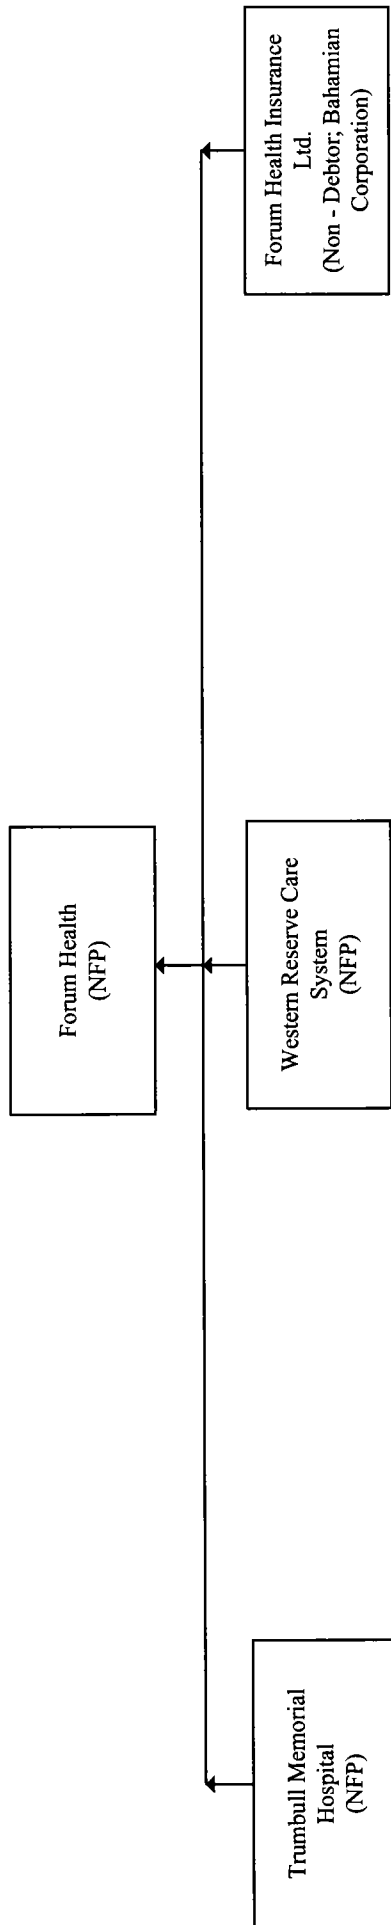 Forum Health
(NFP)
Trumbull Memorial
Hospital
(NFP)
Western Reserve Care
System
(NFP)
Forum Health Insurance
Ltd.
(Non - Debtor; Bahamian
Corporation)